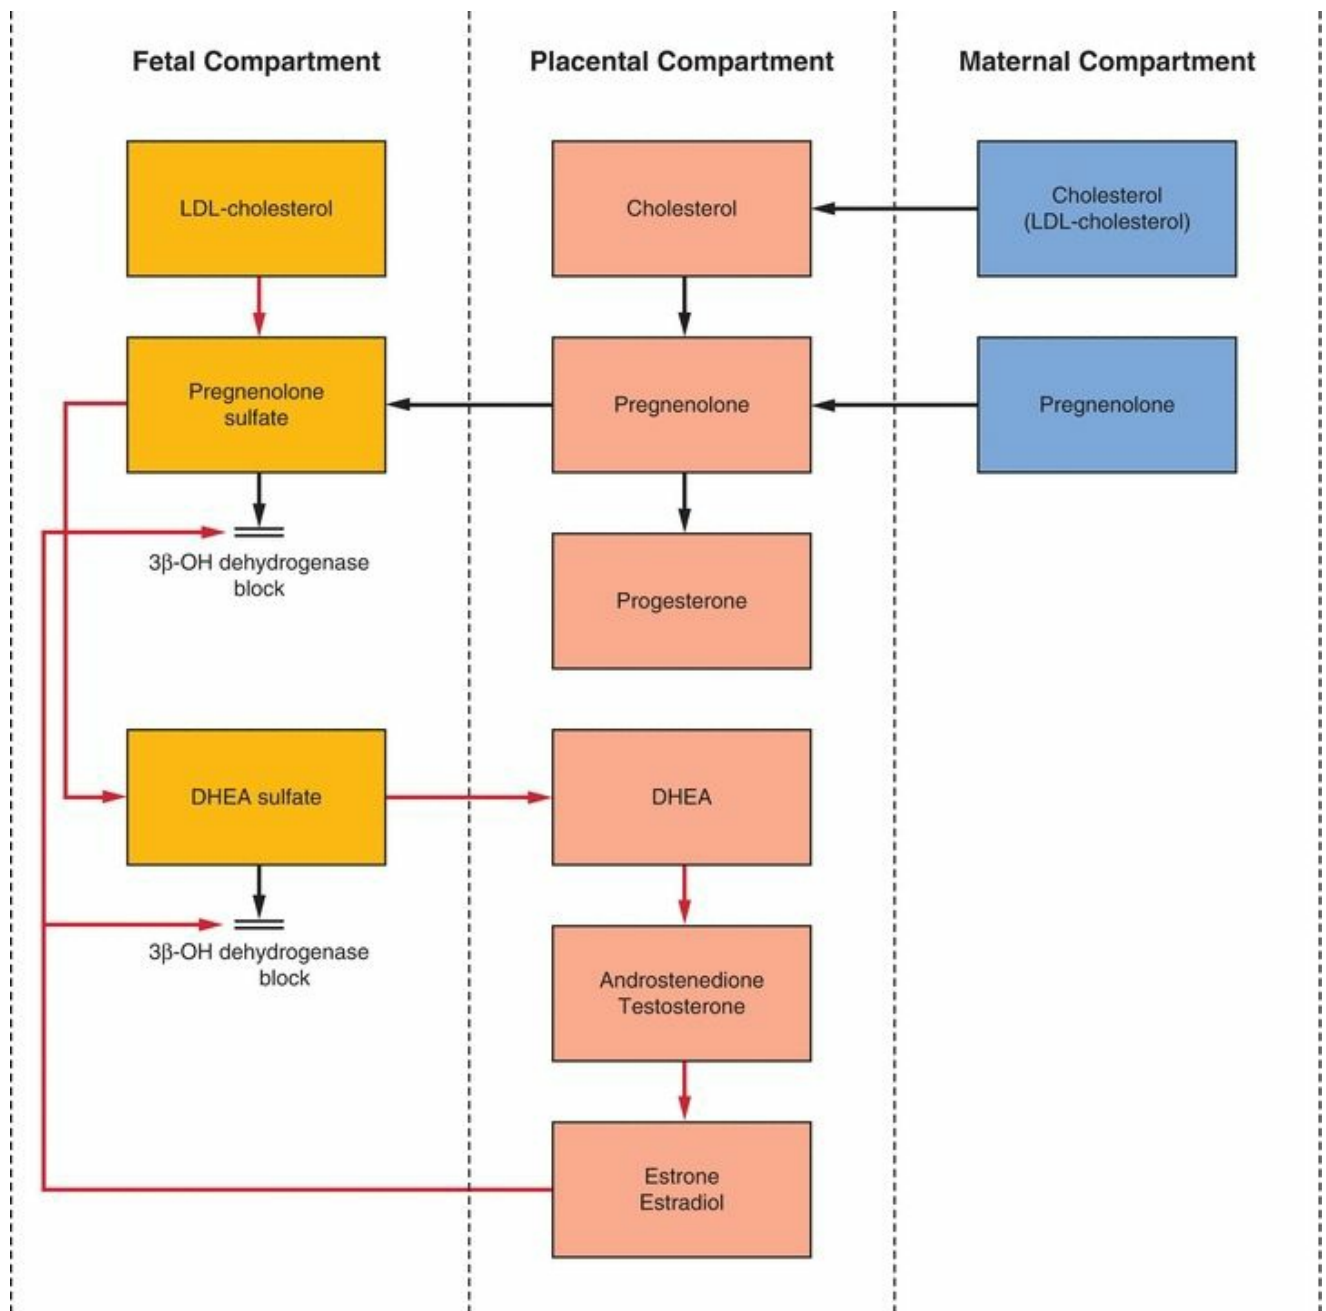 Fetal Compartment
Placental Compartment
Maternal Compartment
LDL-cholesterol
Cholesterol
Cholesterol
(LDL-cholesterol)
Pregnenolone
sulfate
Pregnenolone
Pregnenolone
3β-OH dehydrogenase
block
Progesterone
DHEA sulfate
DHEA
3β-OH dehydrogenase
block
Androstenedione
Testosterone
Estrone
Estradiol